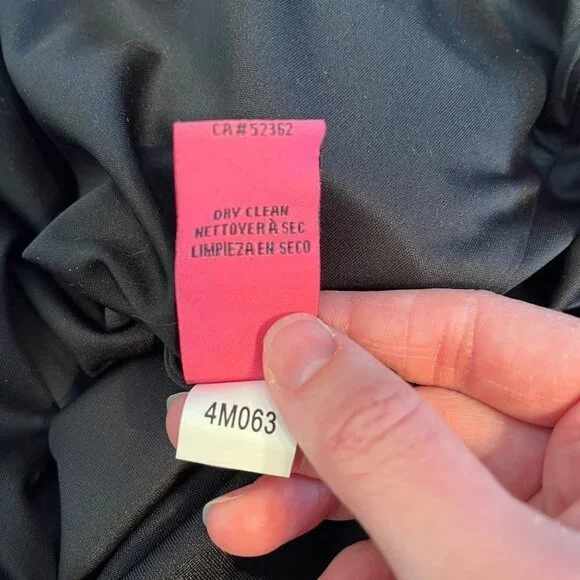 CA#52362
DRY CLEAN
NETTOYER À SEC
LIMPIEZA EN SECO
4M063